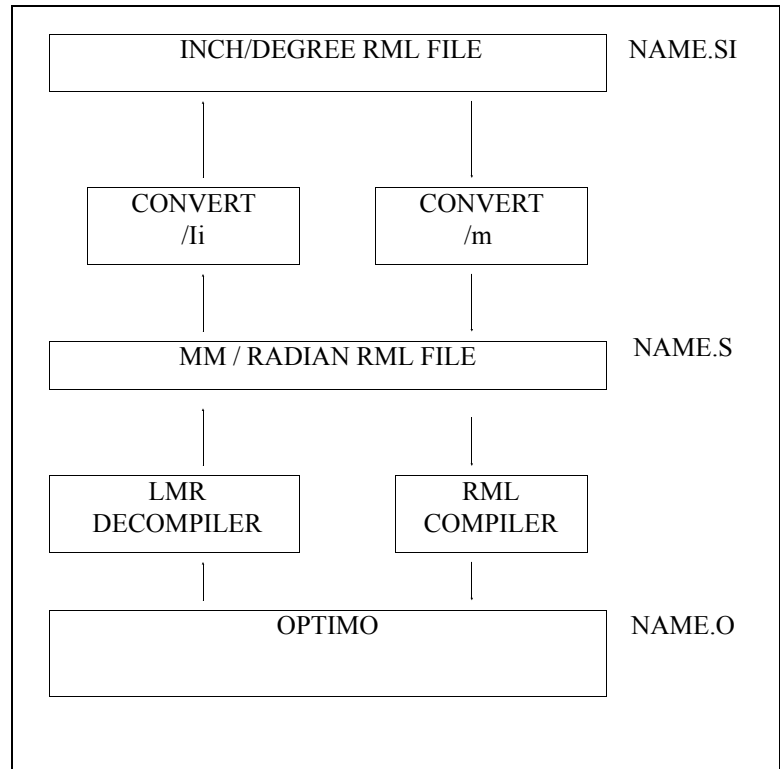 INCH/DEGREE RML FILE NAME.SI
CONVERT
/Ii
CONVERT
/m
MM / RADIAN RML FILE NAME.S
LMR
DECOMPILER
RML
COMPILER
OPTIMO NAME.O